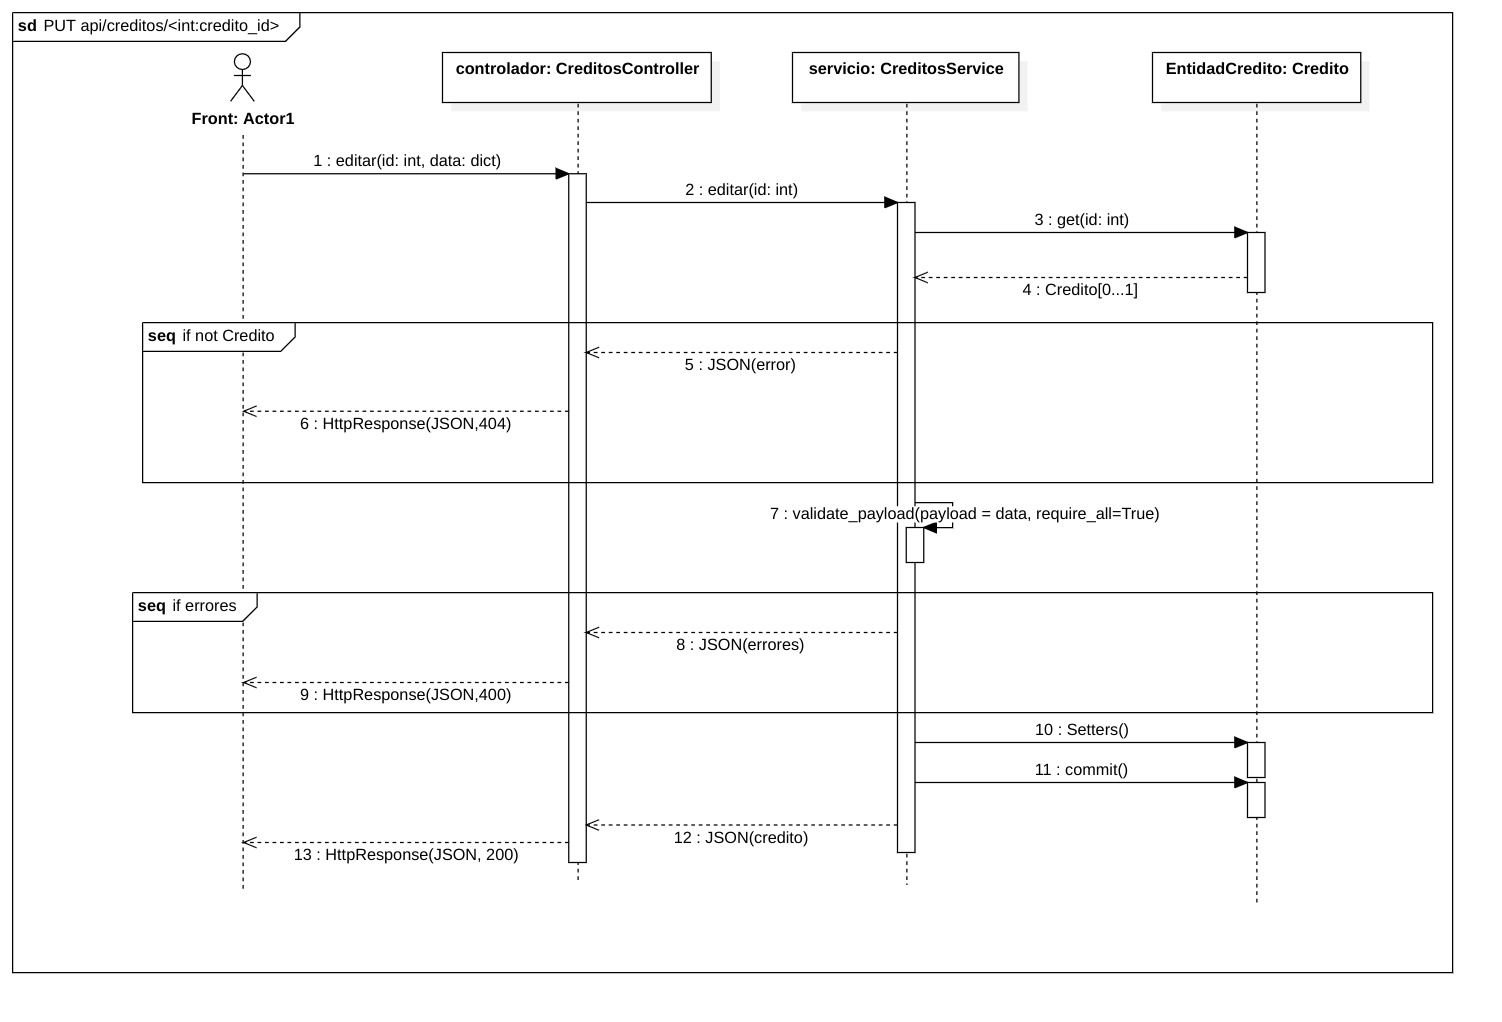 sd PUT api/creditos/<int:credito_id>
controlador: CreditosController
servicio: CreditosService
EntidadCredito: Credito
Front: Actor1
1 : editar(id: int, data: dict)
2 : editar(id: int)
3 : get(id: int)
4 : Credito[0...1]
seq if not Credito
5 : JSON(error)
6 : HttpResponse(JSON,404)
7 : validate_payload(payload = data, require_all=True)
seq if errores
8 : JSON(errores)
9 : HttpResponse(JSON,400)
10 : Setters()
11 : commit()
12 : JSON(credito)
13 : HttpResponse(JSON, 200)